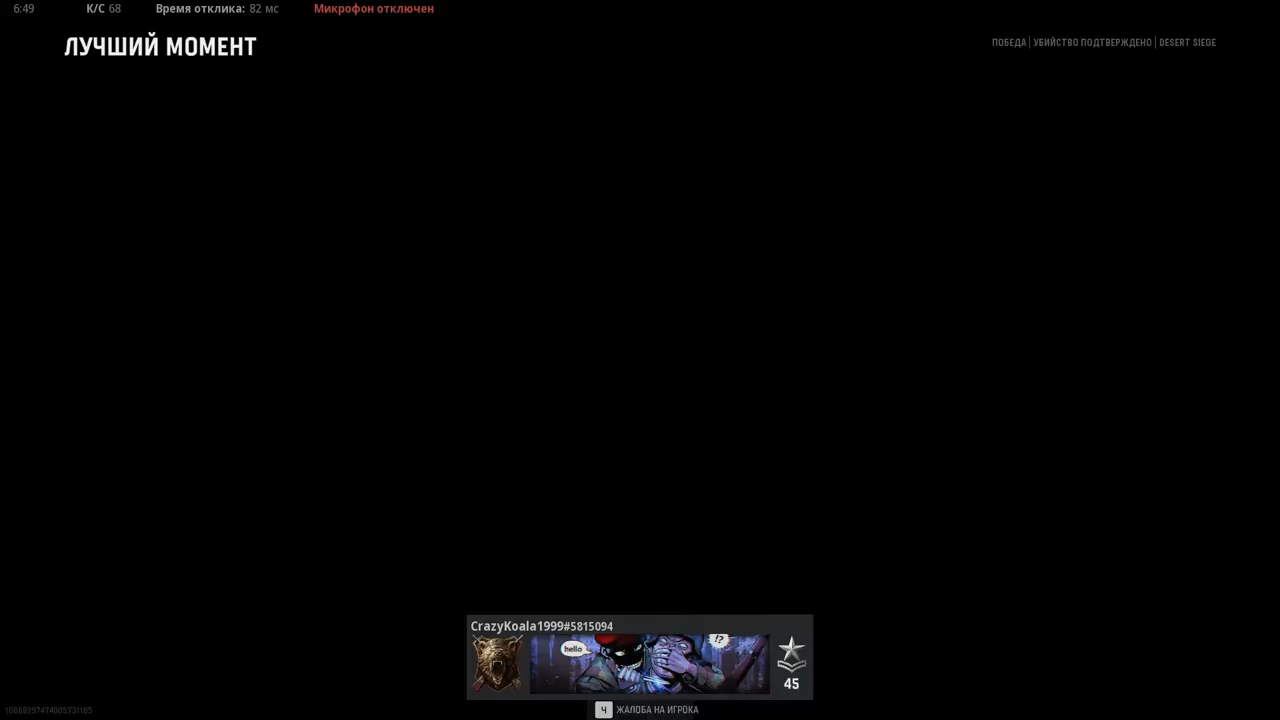 6:49 К/С 68 Время отклика: 82 мс Микрофон отключен
ЛУЧШИЙ МОМЕНТ
ПОБЕДА | УБИЙСТВО ПОДТВЕРЖДЕНО | DESERT SIEGE
CrazyKoala1999#5815094
hello
!?
45
Ч ЖАЛОБА НА ИГРОКА